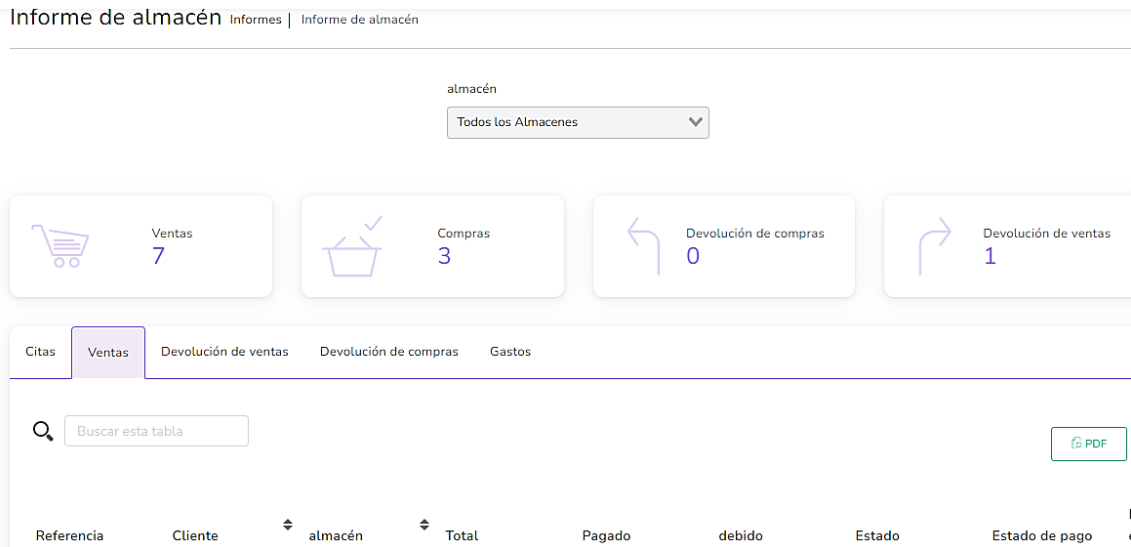 Informe de almacén Informes | Informe de almacén
almacén
Todos los Almacenes
Ventas
7
Compras
3
Devolución de compras
0
Devolución de ventas
1
Citas Ventas Devolución de ventas Devolución de compras Gastos
Buscar esta tabla
PDF
Referencia Cliente almacén Total Pagado debido Estado Estado de pago